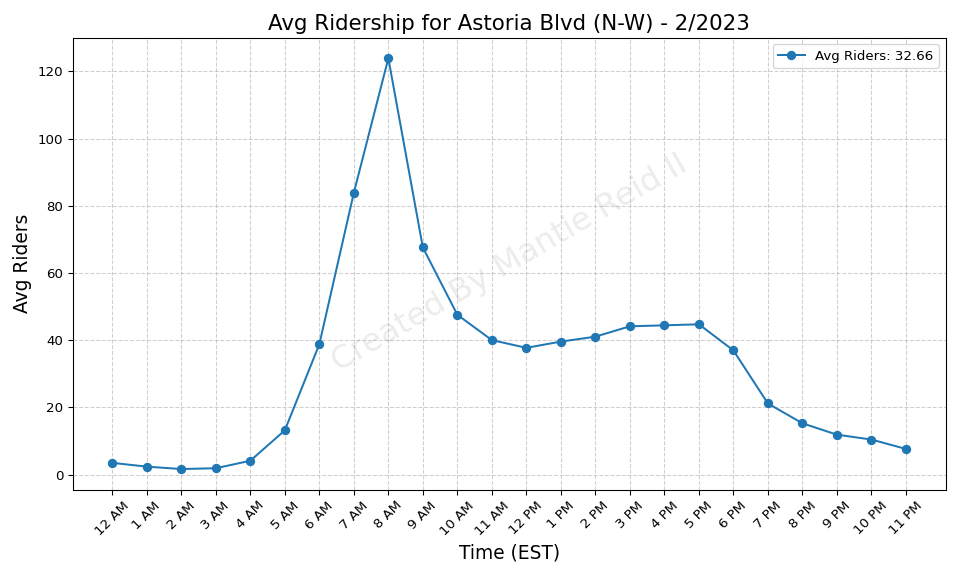 Avg Ridership for Astoria Blvd (N-W) - 2/2023
Avg Riders: 32.66
120
100
80
60
40
20
0
Avg Riders
Created By Mantie Reid II
12 AM
1 AM
2 AM
3 AM
4 AM
5 AM
6 AM
7 AM
8 AM
9 AM
10 AM
11 AM
12 PM
1 PM
2 PM
3 PM
4 PM
5 PM
6 PM
7 PM
8 PM
9 PM
10 PM
11 PM
Time (EST)